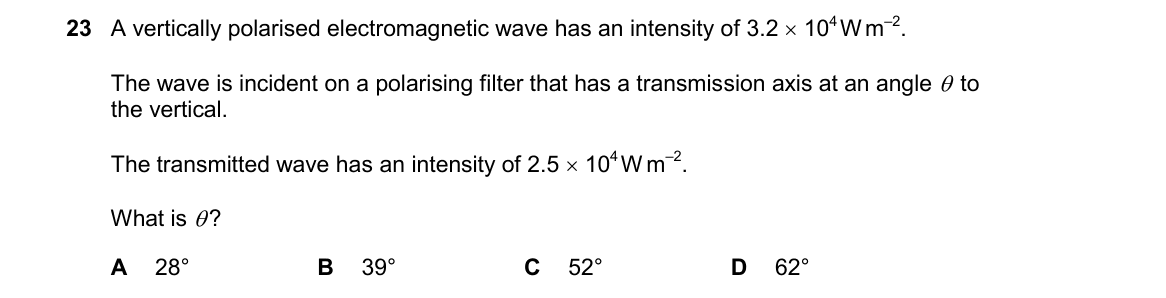 23 A vertically polarised electromagnetic wave has an intensity of 3.2 × 10⁴ W m⁻².
The wave is incident on a polarising filter that has a transmission axis at an angle θ to
the vertical.
The transmitted wave has an intensity of 2.5 × 10⁴ W m⁻².
What is θ?
A 28° B 39° C 52° D 62°